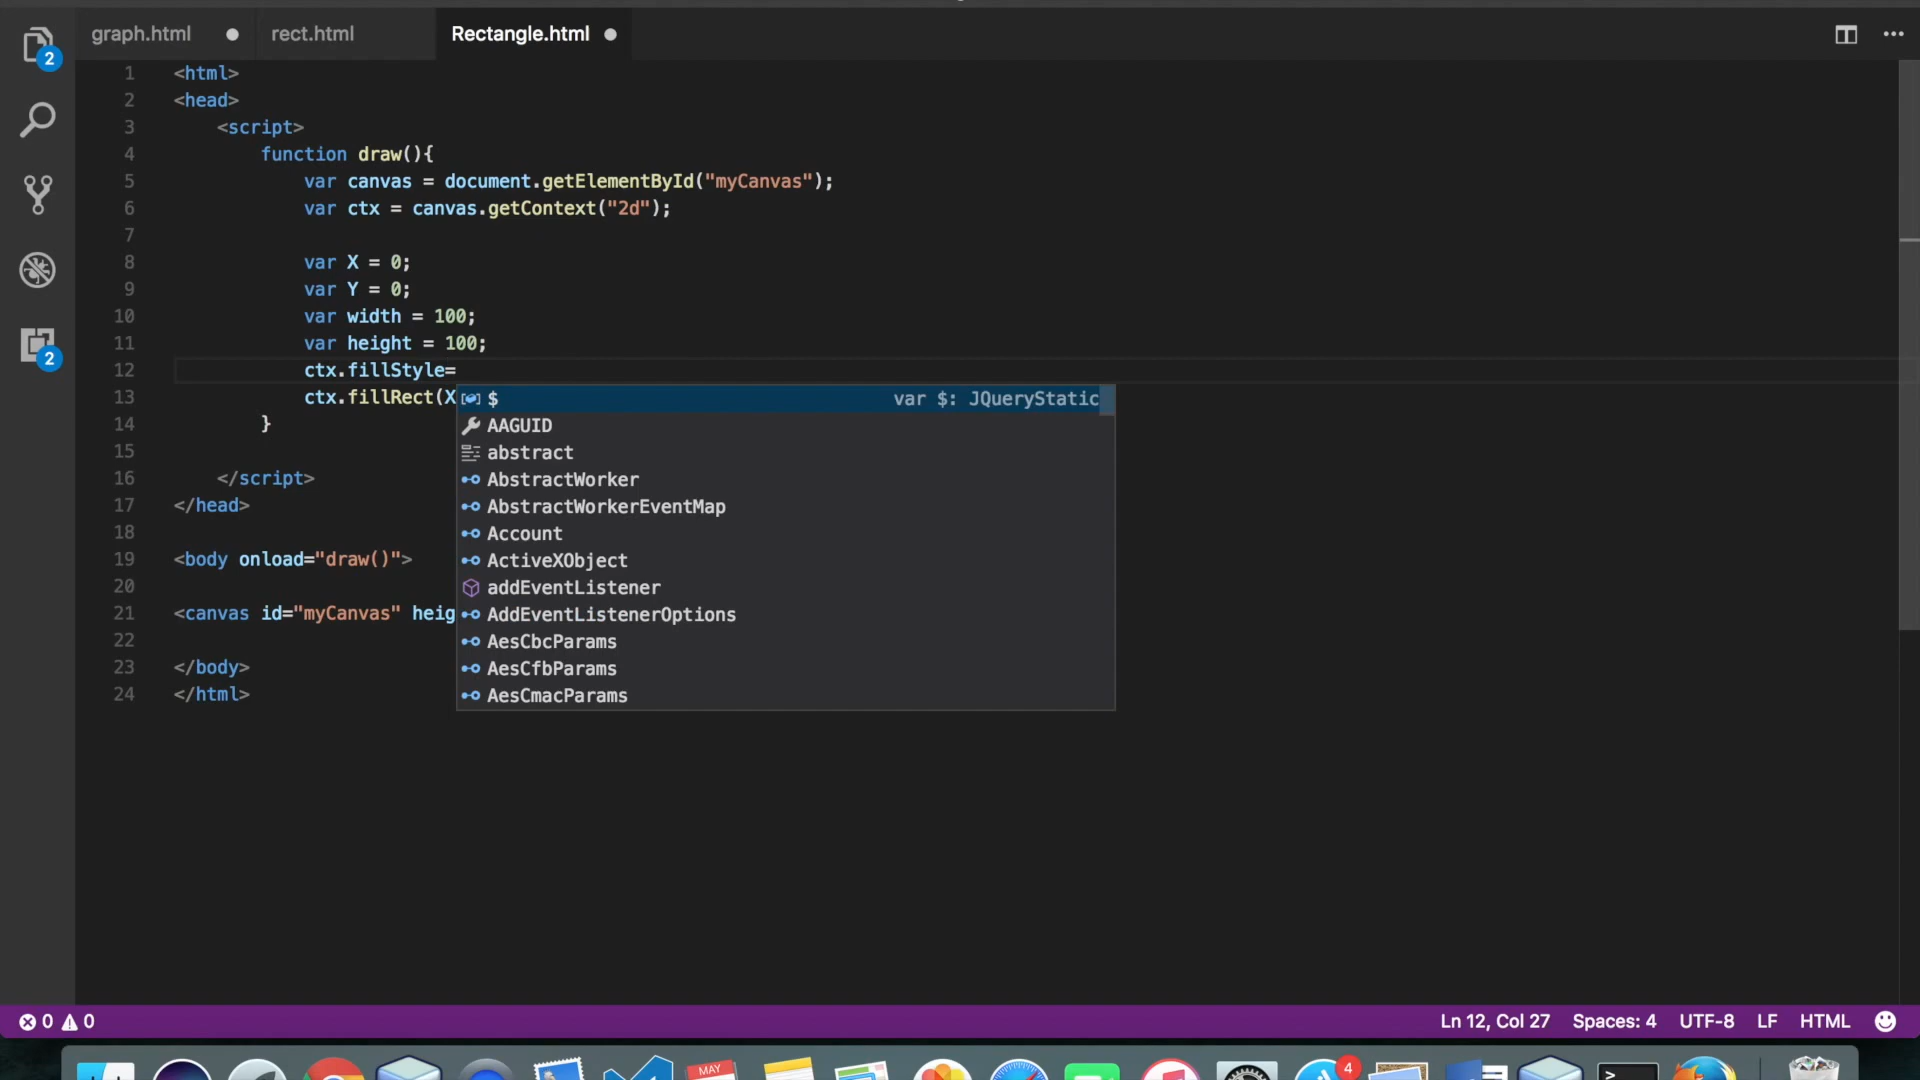 graph.html
rect.html
Rectangle.html
2
1 <html>
2 <head>
3 <script>
4 function draw(){
5 var canvas = document.getElementById("myCanvas");
6 var ctx = canvas.getContext("2d");
7
8 var X = 0;
9 var Y = 0;
10 var width = 100;
11 var height = 100;
12 ctx.fillStyle=
13 ctx.fillRect(X
$ var $: JQueryStatic
14 }
AAGUID
15
abstract
16 </script>
AbstractWorker
17 </head>
AbstractWorkerEventMap
18
Account
19 <body onload="draw()">
ActiveXObject
20
addEventListener
21 <canvas id="myCanvas" heig
AddEventListenerOptions
22
AesCbcParams
23 </body>
AesCfbParams
24 </html>
AesCmacParams
2
0 0
Ln 12, Col 27 Spaces: 4 UTF-8 LF HTML
MAY
4